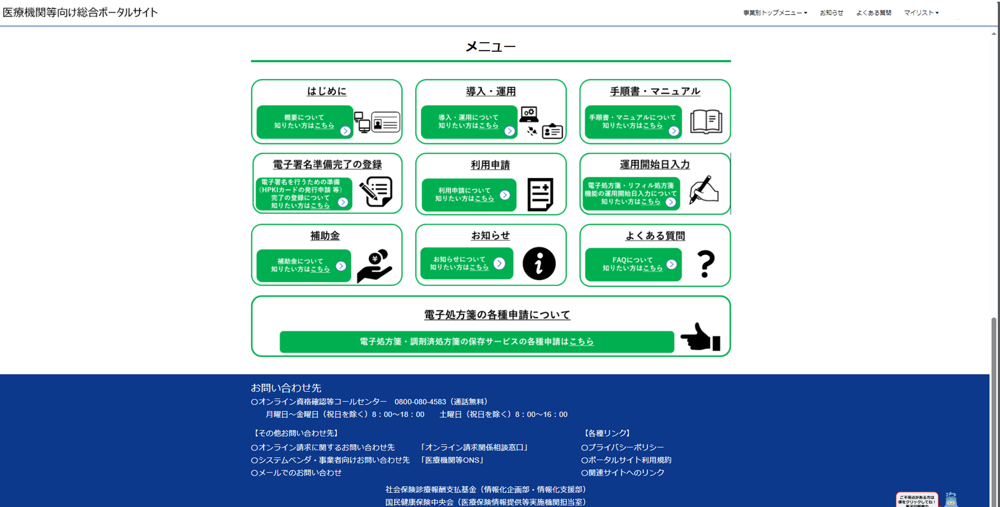 医療機関等向け総合ポータルサイト
事業別トップメニュー▾ お知らせ よくある質問 マイリスト▾
メニュー
はじめに
概要について
知りたい方はこちら
導入・運用
導入・運用について
知りたい方はこちら
手順書・マニュアル
手順書・マニュアルについて
知りたい方はこちら
電子署名準備完了の登録
電子署名を行うための準備
（HPKIカードの発行申請 等）
完了の登録について
知りたい方はこちら
利用申請
利用申請について
知りたい方はこちら
運用開始日入力
電子処方箋・リフィル処方箋
機能の運用開始日入力について
知りたい方はこちら
補助金
補助金について
知りたい方はこちら
お知らせ
お知らせについて
知りたい方はこちら
よくある質問
FAQについて
知りたい方はこちら
電子処方箋の各種申請について
電子処方箋・調剤済処方箋の保存サービスの各種申請はこちら
お問い合わせ先
〇オンライン資格確認等コールセンター　0800-080-4583（通話無料）
月曜日～金曜日（祝日を除く）8：00～18：00　　土曜日（祝日を除く）8：00～16：00
【その他お問い合わせ先】
〇オンライン請求に関するお問い合わせ先　「オンライン請求関係相談窓口」
〇システムベンダ・事業者向けお問い合わせ先　「医療機関等ONS」
〇メールでのお問い合わせ
【各種リンク】
〇プライバシーポリシー
〇ポータルサイト利用規約
〇関連サイトへのリンク
社会保険診療報酬支払基金（情報化企画部・情報化支援部）
国民健康保険中央会（医療保険情報提供等実施機関担当室）
ご不明点がある方は
僕をクリックしてね！
電子証明書の